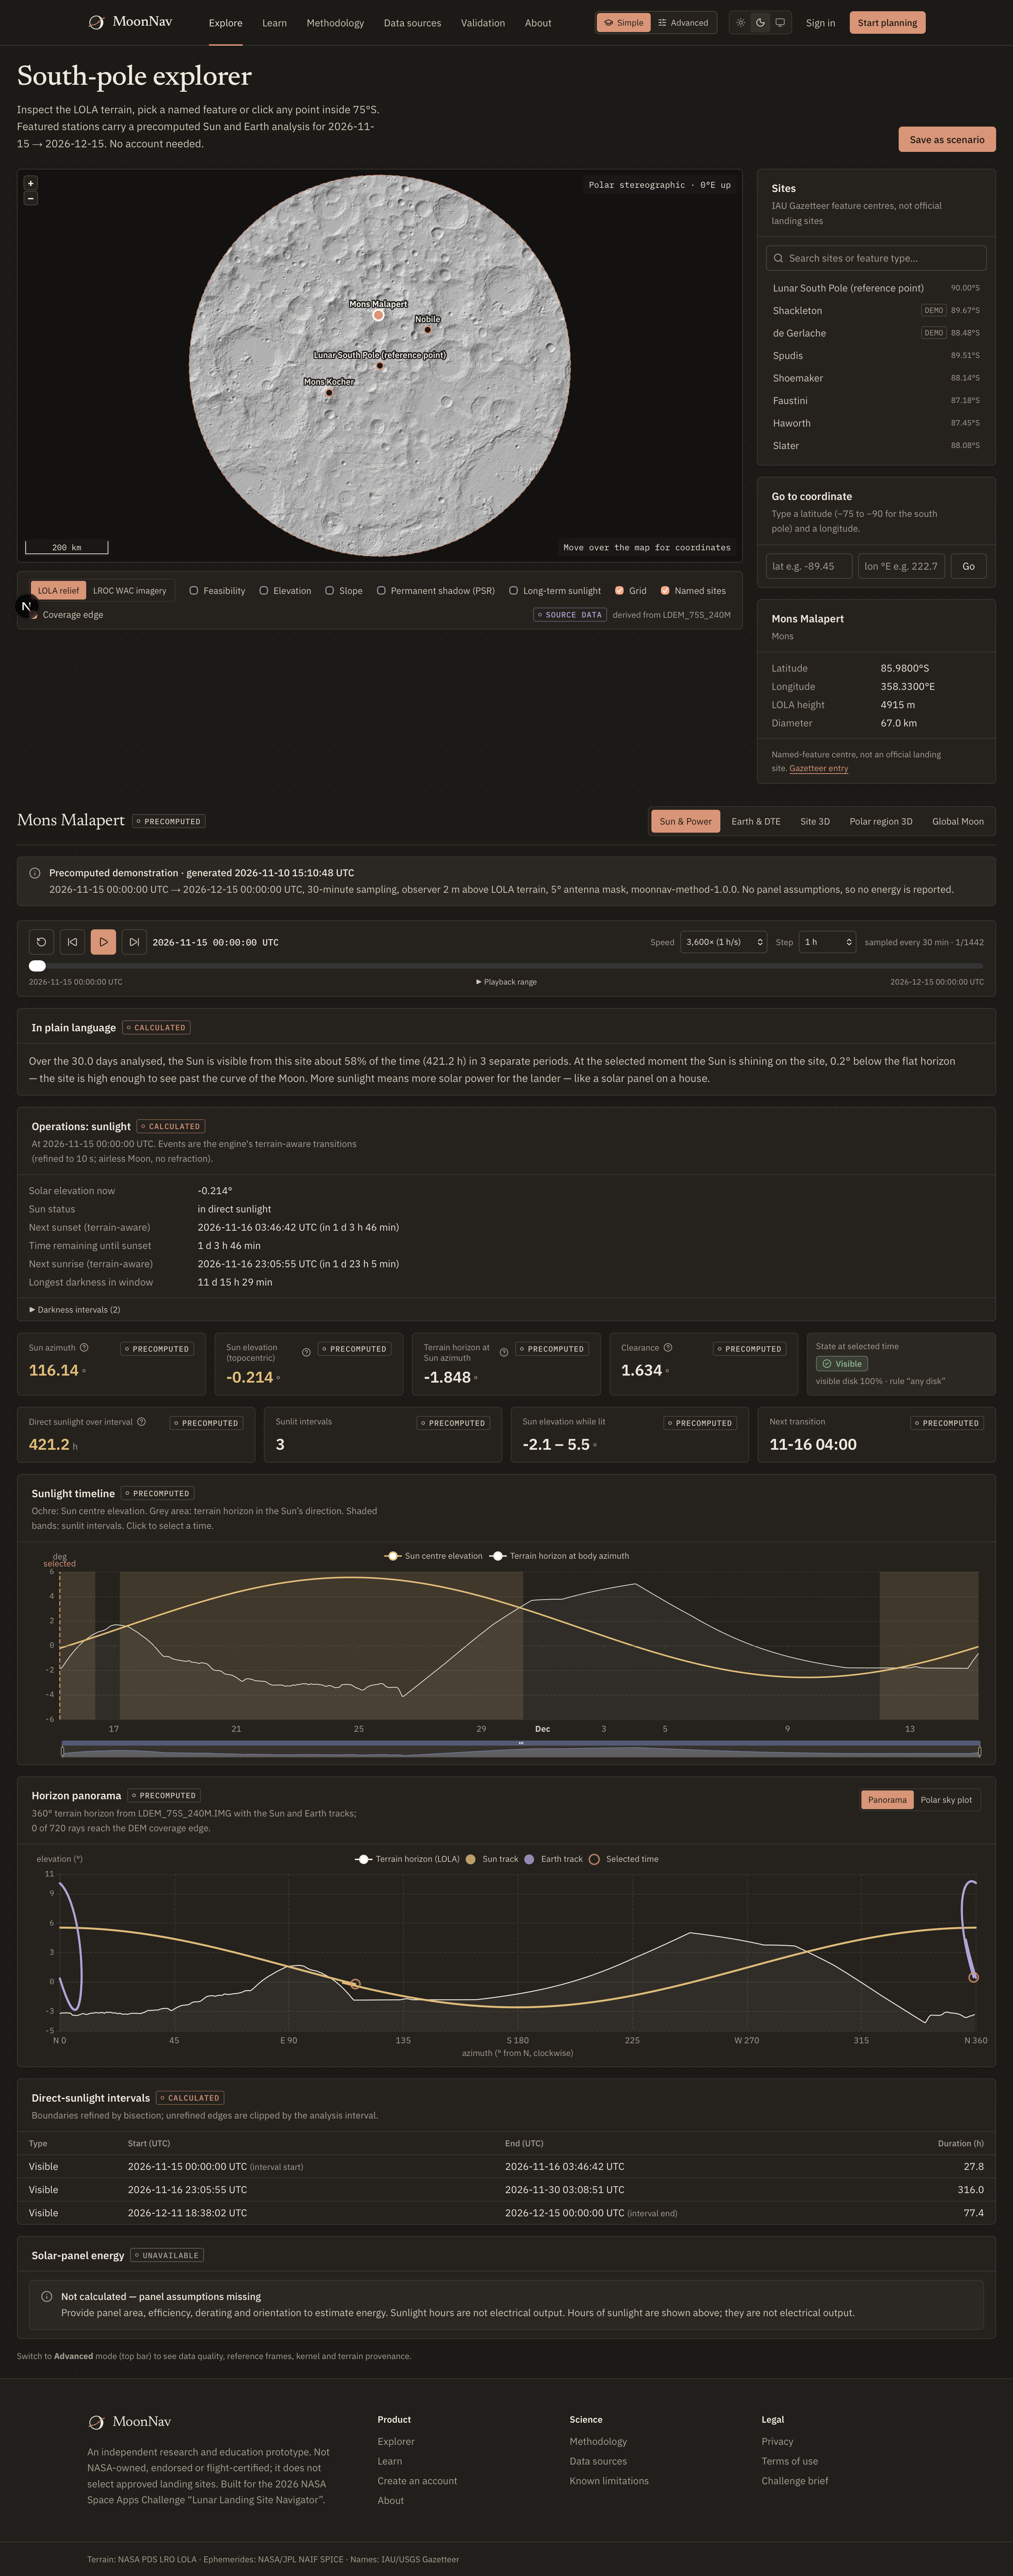 MoonNav
Explore
Learn
Methodology
Data sources
Validation
About
Simple
Advanced
Sign in
Start planning
South-pole explorer
Inspect the LOLA terrain, pick a named feature or click any point inside 75°S.
Featured stations carry a precomputed Sun and Earth analysis for 2026-11-
15 → 2026-12-15. No account needed.
Save as scenario
+
−
Polar stereographic · 0°E up
Mons Malapert
Nobile
Lunar South Pole (reference point)
Mons Kocher
200 km
Move over the map for coordinates
LOLA relief
LROC WAC imagery
Feasibility
Elevation
Slope
Permanent shadow (PSR)
Long-term sunlight
Grid
Named sites
N
Coverage edge
SOURCE DATA
derived from LDEM_75S_240M
Sites
IAU Gazetteer feature centres, not official
landing sites
Search sites or feature type…
Lunar South Pole (reference point) 90.00°S
Shackleton DEMO 89.67°S
de Gerlache DEMO 88.48°S
Spudis 89.51°S
Shoemaker 88.14°S
Faustini 87.18°S
Haworth 87.45°S
Slater 88.08°S
Go to coordinate
Type a latitude (−75 to −90 for the south
pole) and a longitude.
lat e.g. -89.45
lon °E e.g. 222.7
Go
Mons Malapert
Mons
Latitude 85.9800°S
Longitude 358.3300°E
LOLA height 4915 m
Diameter 67.0 km
Named-feature centre, not an official landing
site. Gazetteer entry
Mons Malapert PRECOMPUTED
Sun & Power
Earth & DTE
Site 3D
Polar region 3D
Global Moon
Precomputed demonstration · generated 2026-11-10 15:10:48 UTC
2026-11-15 00:00:00 UTC → 2026-12-15 00:00:00 UTC, 30-minute sampling, observer 2 m above LOLA terrain, 5° antenna mask, moonnav-method-1.0.0. No panel assumptions, so no energy is reported.
2026-11-15 00:00:00 UTC
Speed 3,600× (1 h/s)
Step 1 h
sampled every 30 min · 1/1442
2026-11-15 00:00:00 UTC
Playback range
2026-12-15 00:00:00 UTC
In plain language CALCULATED
Over the 30.0 days analysed, the Sun is visible from this site about 58% of the time (421.2 h) in 3 separate periods. At the selected moment the Sun is shining on the site, 0.2° below the flat horizon
— the site is high enough to see past the curve of the Moon. More sunlight means more solar power for the lander — like a solar panel on a house.
Operations: sunlight CALCULATED
At 2026-11-15 00:00:00 UTC. Events are the engine's terrain-aware transitions
(refined to 10 s; airless Moon, no refraction).
Solar elevation now -0.214°
Sun status in direct sunlight
Next sunset (terrain-aware) 2026-11-16 03:46:42 UTC (in 1 d 3 h 46 min)
Time remaining until sunset 1 d 3 h 46 min
Next sunrise (terrain-aware) 2026-11-16 23:05:55 UTC (in 1 d 23 h 5 min)
Longest darkness in window 11 d 15 h 29 min
Darkness intervals (2)
Sun azimuth PRECOMPUTED
116.14 °
Sun elevation (topocentric) PRECOMPUTED
-0.214 °
Terrain horizon at Sun azimuth PRECOMPUTED
-1.848 °
Clearance PRECOMPUTED
1.634 °
State at selected time
Visible
visible disk 100% · rule “any disk”
Direct sunlight over interval PRECOMPUTED
421.2 h
Sunlit intervals PRECOMPUTED
3
Sun elevation while lit PRECOMPUTED
-2.1 – 5.5 °
Next transition PRECOMPUTED
11-16 04:00
Sunlight timeline PRECOMPUTED
Ochre: Sun centre elevation. Grey area: terrain horizon in the Sun’s direction. Shaded
bands: sunlit intervals. Click to select a time.
Sun centre elevation
Terrain horizon at body azimuth
deg
selected
6
4
2
0
-2
-4
-6
17 21 25 29 Dec 3 5 9 13
Horizon panorama PRECOMPUTED
360° terrain horizon from LDEM_75S_240M.IMG with the Sun and Earth tracks;
0 of 720 rays reach the DEM coverage edge.
Panorama
Polar sky plot
elevation (°)
Terrain horizon (LOLA)
Sun track
Earth track
Selected time
11
9
6
3
0
-3
-5
N 0 45 E 90 135 S 180 225 W 270 315 N 360
azimuth (° from N, clockwise)
Direct-sunlight intervals CALCULATED
Boundaries refined by bisection; unrefined edges are clipped by the analysis interval.
Type Start (UTC) End (UTC) Duration (h)
Visible 2026-11-15 00:00:00 UTC (interval start) 2026-11-16 03:46:42 UTC 27.8
Visible 2026-11-16 23:05:55 UTC 2026-11-30 03:08:51 UTC 316.0
Visible 2026-12-11 18:38:02 UTC 2026-12-15 00:00:00 UTC (interval end) 77.4
Solar-panel energy UNAVAILABLE
Not calculated — panel assumptions missing
Provide panel area, efficiency, derating and orientation to estimate energy. Sunlight hours are not electrical output. Hours of sunlight are shown above; they are not electrical output.
Switch to Advanced mode (top bar) to see data quality, reference frames, kernel and terrain provenance.
MoonNav
An independent research and education prototype. Not
NASA-owned, endorsed or flight-certified; it does not
select approved landing sites. Built for the 2026 NASA
Space Apps Challenge “Lunar Landing Site Navigator”.
Product
Explorer
Learn
Create an account
About
Science
Methodology
Data sources
Known limitations
Legal
Privacy
Terms of use
Challenge brief
Terrain: NASA PDS LRO LOLA · Ephemerides: NASA/JPL NAIF SPICE · Names: IAU/USGS Gazetteer